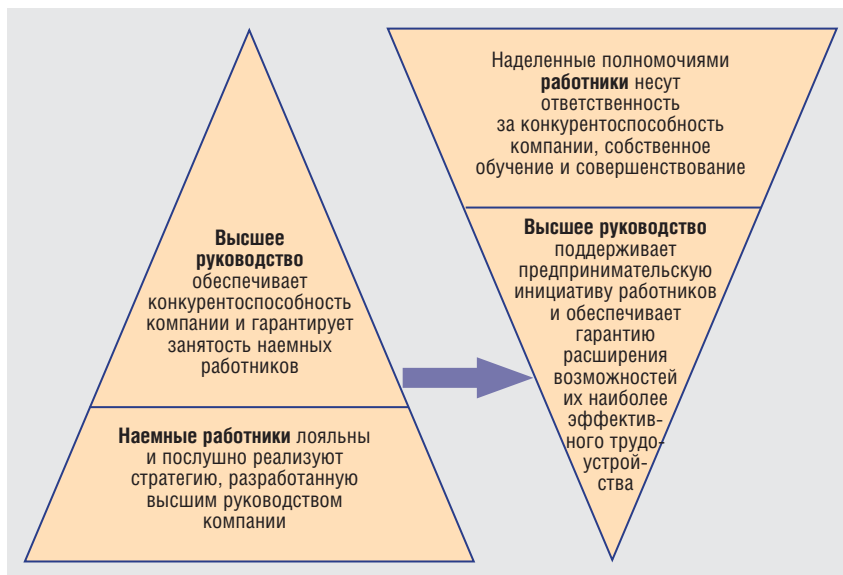 Высшее
руководство
обеспечивает
конкурентоспособность
компании и гарантирует
занятость наемных
работников
Наемные работники лояльны
и послушно реализуют
стратегию, разработанную
высшим руководством
компании
Наделенные полномочиями
работники несут
ответственность
за конкурентоспособность
компании, собственное
обучение и совершенствование
Высшее руководство
поддерживает
предпринимательскую
инициативу работников
и обеспечивает
гарантию
расширения
возможностей
их наиболее
эффектив-
ного трудо-
устрой-
ства